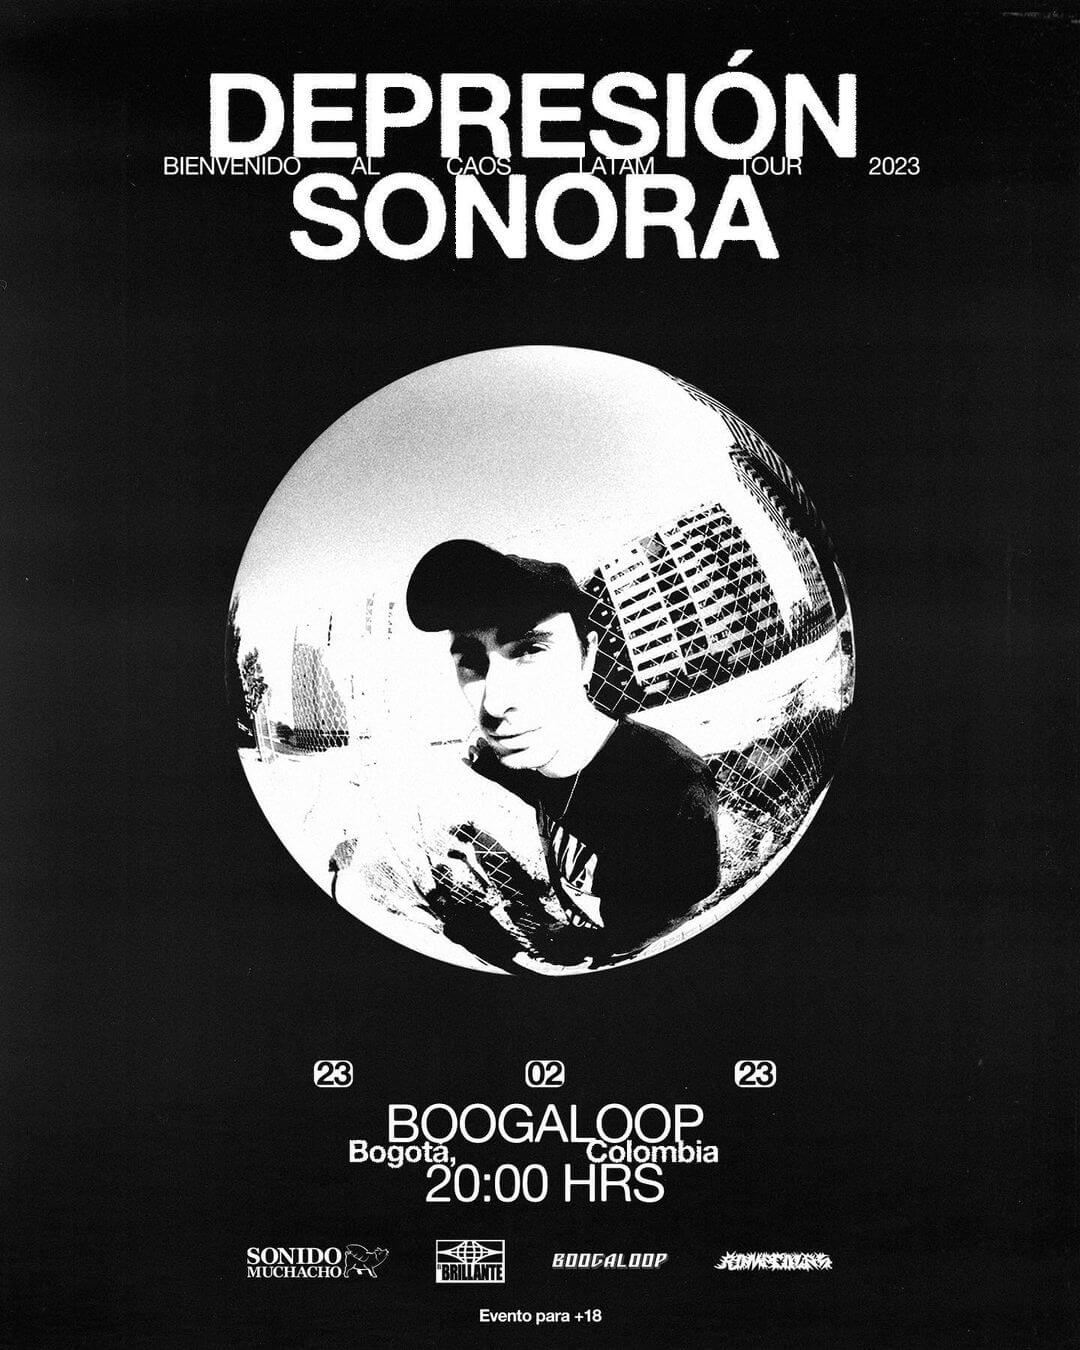 DEPRESIÓN
BIENVENIDO AL CAOS LATAM TOUR 2023
SONORA
23 02 23
BOOGALOOP
Bogotá, Colombia
20:00 HRS
SONIDO
MUCHACHO
EL
BRILLANTE
BOOGALOOP
Evento para +18